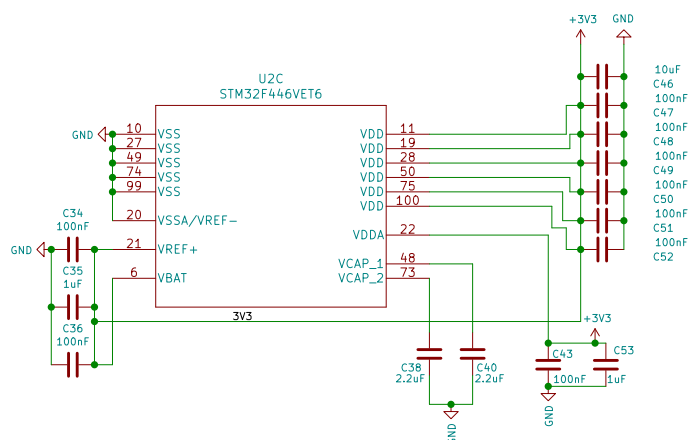 +3V3
GND
U2C
STM32F446VET6
10uF
C46
100nF
C47
100nF
C48
100nF
C49
100nF
C50
100nF
C51
100nF
C52
GND
10 VSS
27 VSS
49 VSS
74 VSS
99 VSS
20 VSSA/VREF-
21 VREF+
6 VBAT
VDD 11
VDD 19
VDD 28
VDD 50
VDD 75
VDD 100
VDDA 22
VCAP_1 48
VCAP_2 73
C34
100nF
GND
C35
1uF
C36
100nF
3V3
+3V3
C38
2.2uF
C40
2.2uF
C43
100nF
C53
1uF
GND
GND